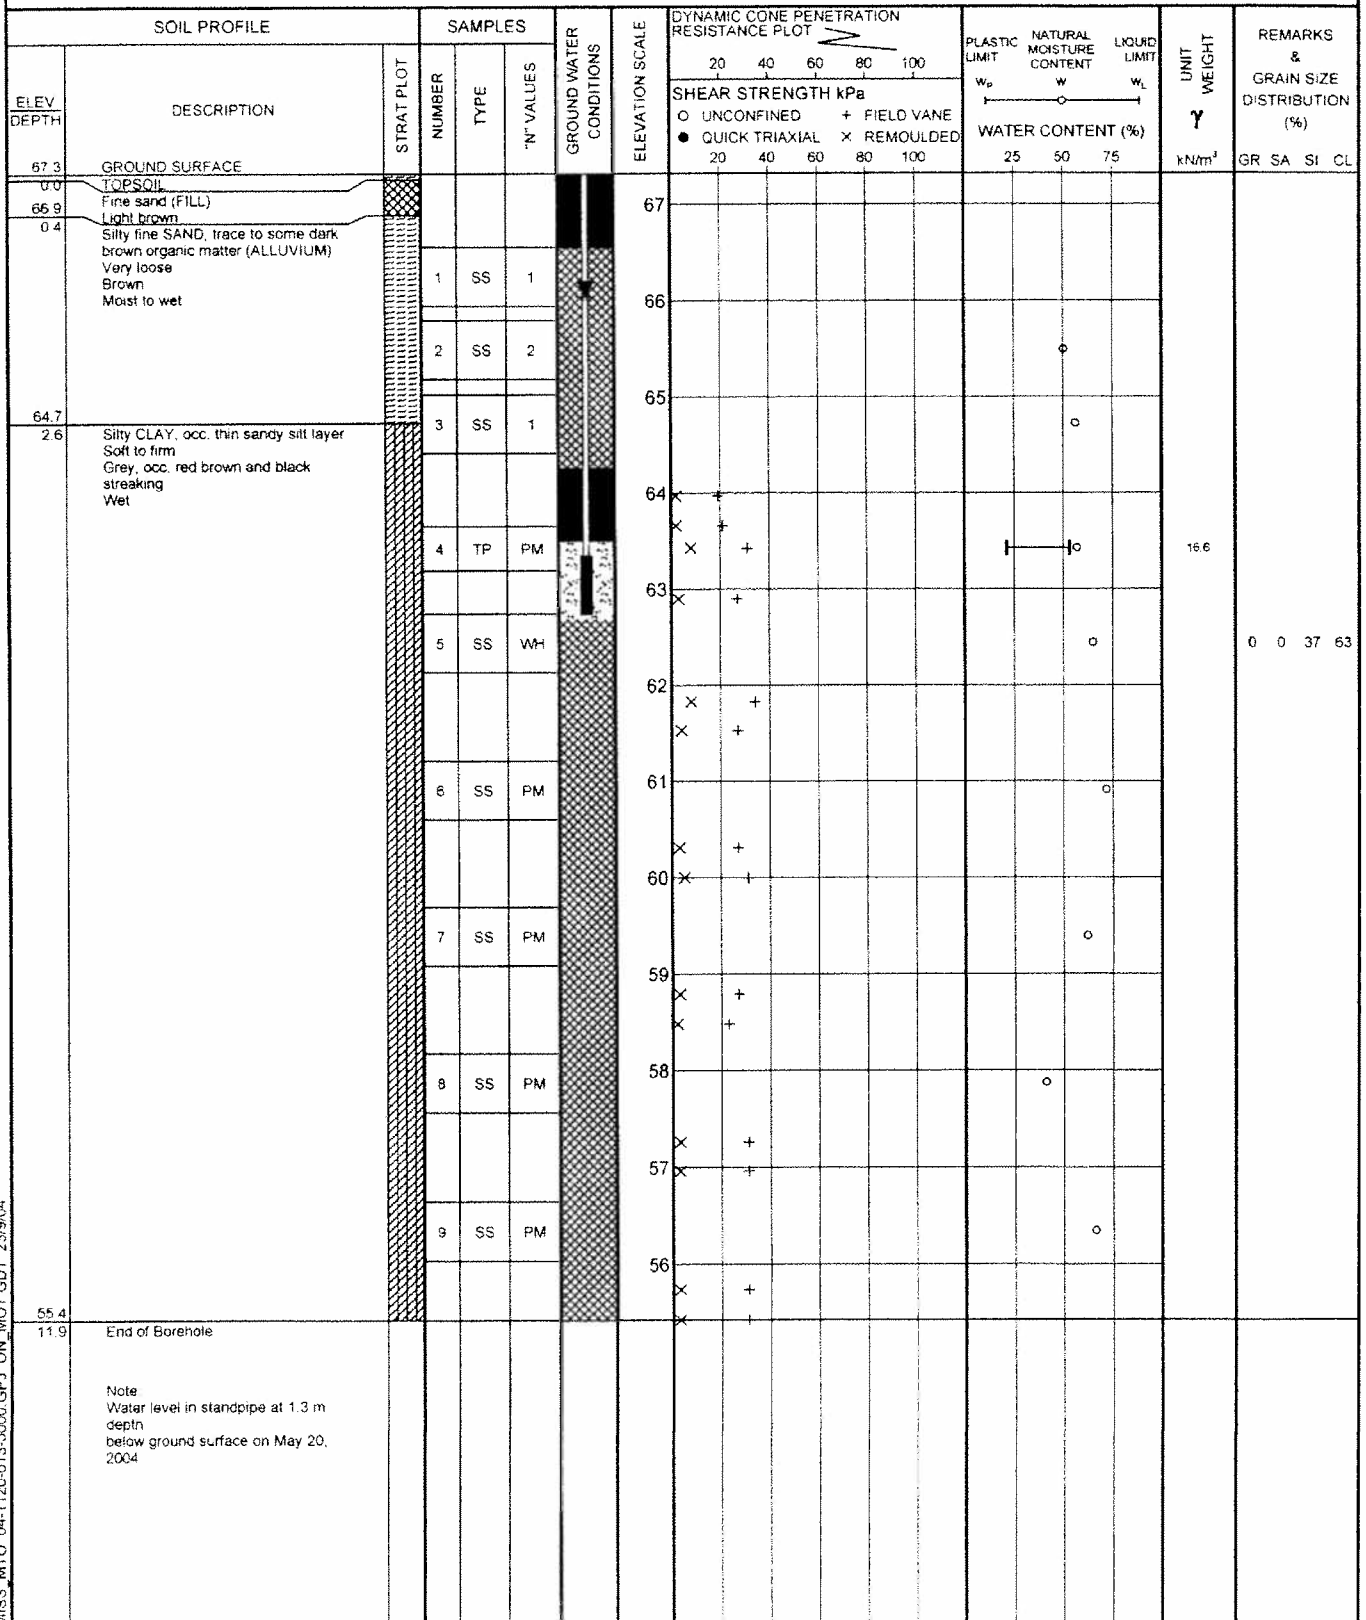 SOIL PROFILE
SAMPLES
GROUND WATER
CONDITIONS
ELEVATION SCALE
DYNAMIC CONE PENETRATION
RESISTANCE PLOT
20 40 60 80 100
PLASTIC LIMIT
NATURAL MOISTURE CONTENT
LIQUID LIMIT
WP W WL
UNIT WEIGHT
γ
kN/m³
REMARKS
&
GRAIN SIZE
DISTRIBUTION
(%)
ELEV
DEPTH
DESCRIPTION
STRAT PLOT
NUMBER
TYPE
"N" VALUES
SHEAR STRENGTH kPa
O UNCONFINED + FIELD VANE
● QUICK TRIAXIAL × REMOULDED
20 40 60 80 100
WATER CONTENT (%)
25 50 75
GR SA SI CL
67.3 GROUND SURFACE
0.0 TOPSOIL
Fine sand (FILL)
66.9 Light brown
0.4 Silty fine SAND, trace to some dark
brown organic matter (ALLUVIUM)
Very loose
Brown
Moist to wet
1 SS 1
2 SS 2
3 SS 1
64.7
2.6 Silty CLAY, occ. thin sandy silt layer
Soft to firm
Grey, occ. red brown and black
streaking
Wet
4 TP PM
16.6
5 SS WH
0 0 37 63
6 SS PM
7 SS PM
8 SS PM
9 SS PM
67
66
65
64
63
62
61
60
59
58
57
56
55.4
11.9 End of Borehole
Note:
Water level in standpipe at 1.3 m
depth
below ground surface on May 20,
2004